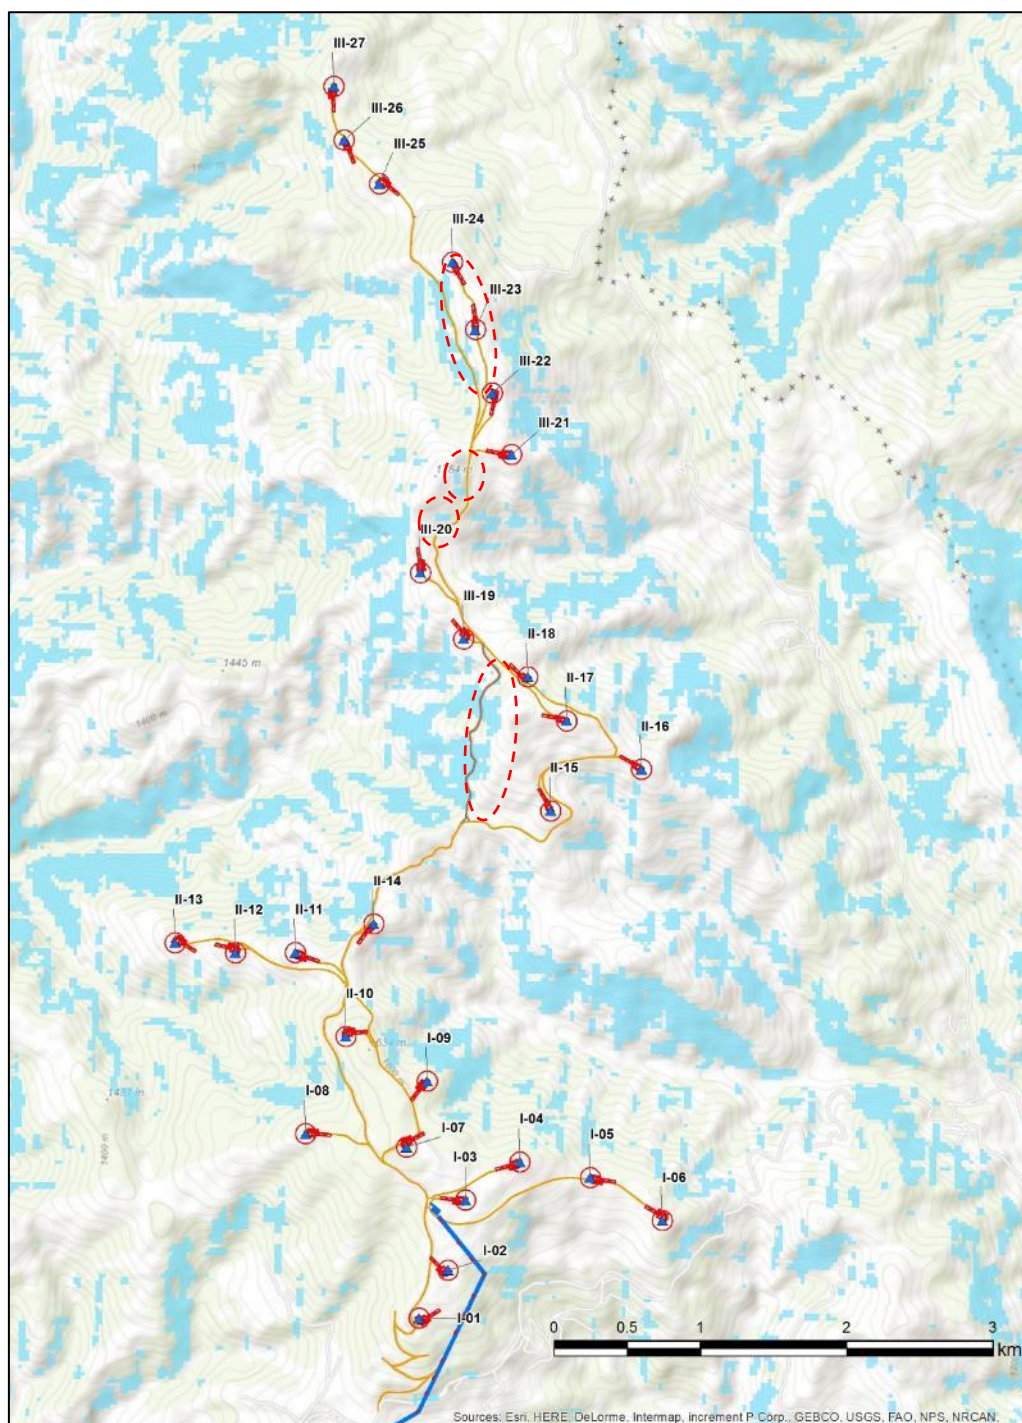 III-27
III-26
III-25
III-24
III-23
III-22
III-21
III-20
III-19
II-18
1445 m
II-17
II-16
II-15
II-14
II-13
II-12
II-11
II-10
I-09
I-08
I-07
I-04
I-03
I-05
I-06
I-02
I-01
0 0.5 1 2 3
km
Sources: Esri, HERE, DeLorme, Intermap, increment P Corp., GEBCO, USGS, FAO, NPS, NRCAN,